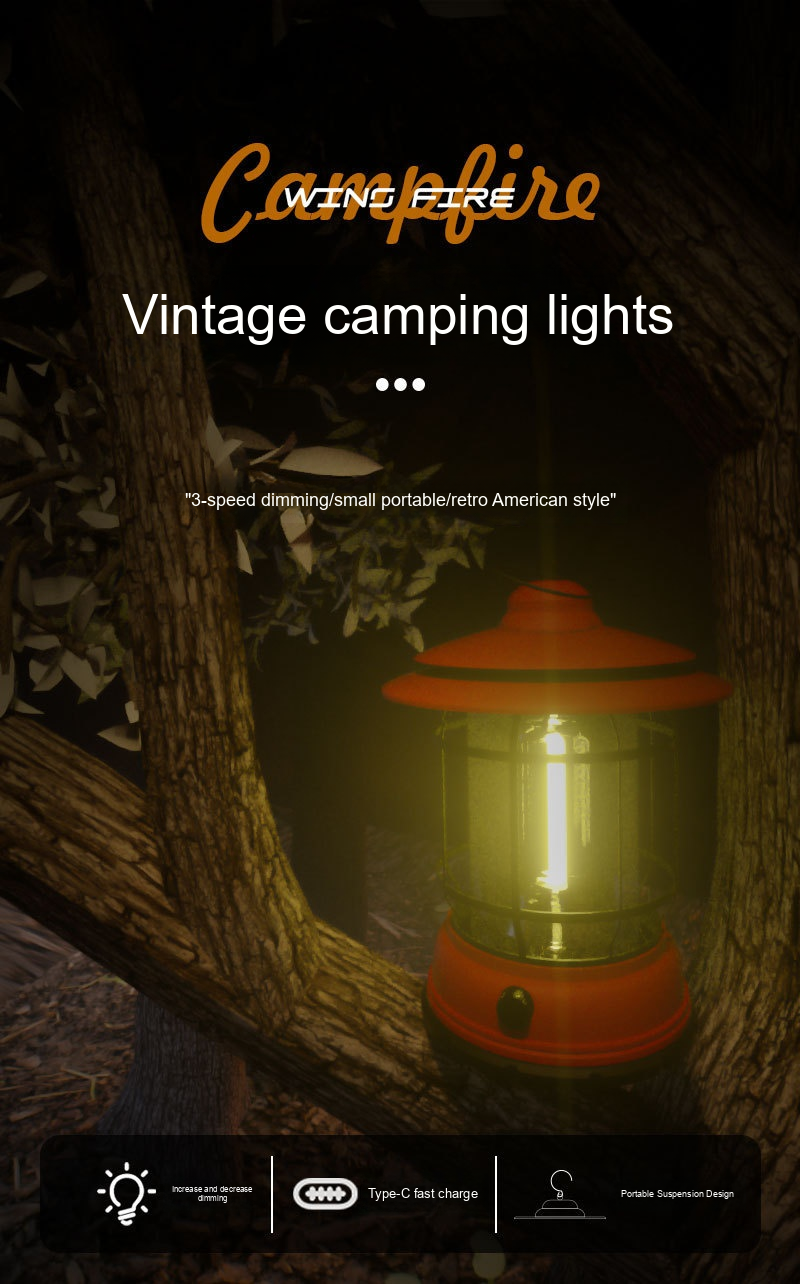 Campfire
WING FIRE
Vintage camping lights
"3-speed dimming/small portable/retro American style"
Increase and decrease
dimming
Type-C fast charge
Portable Suspension Design